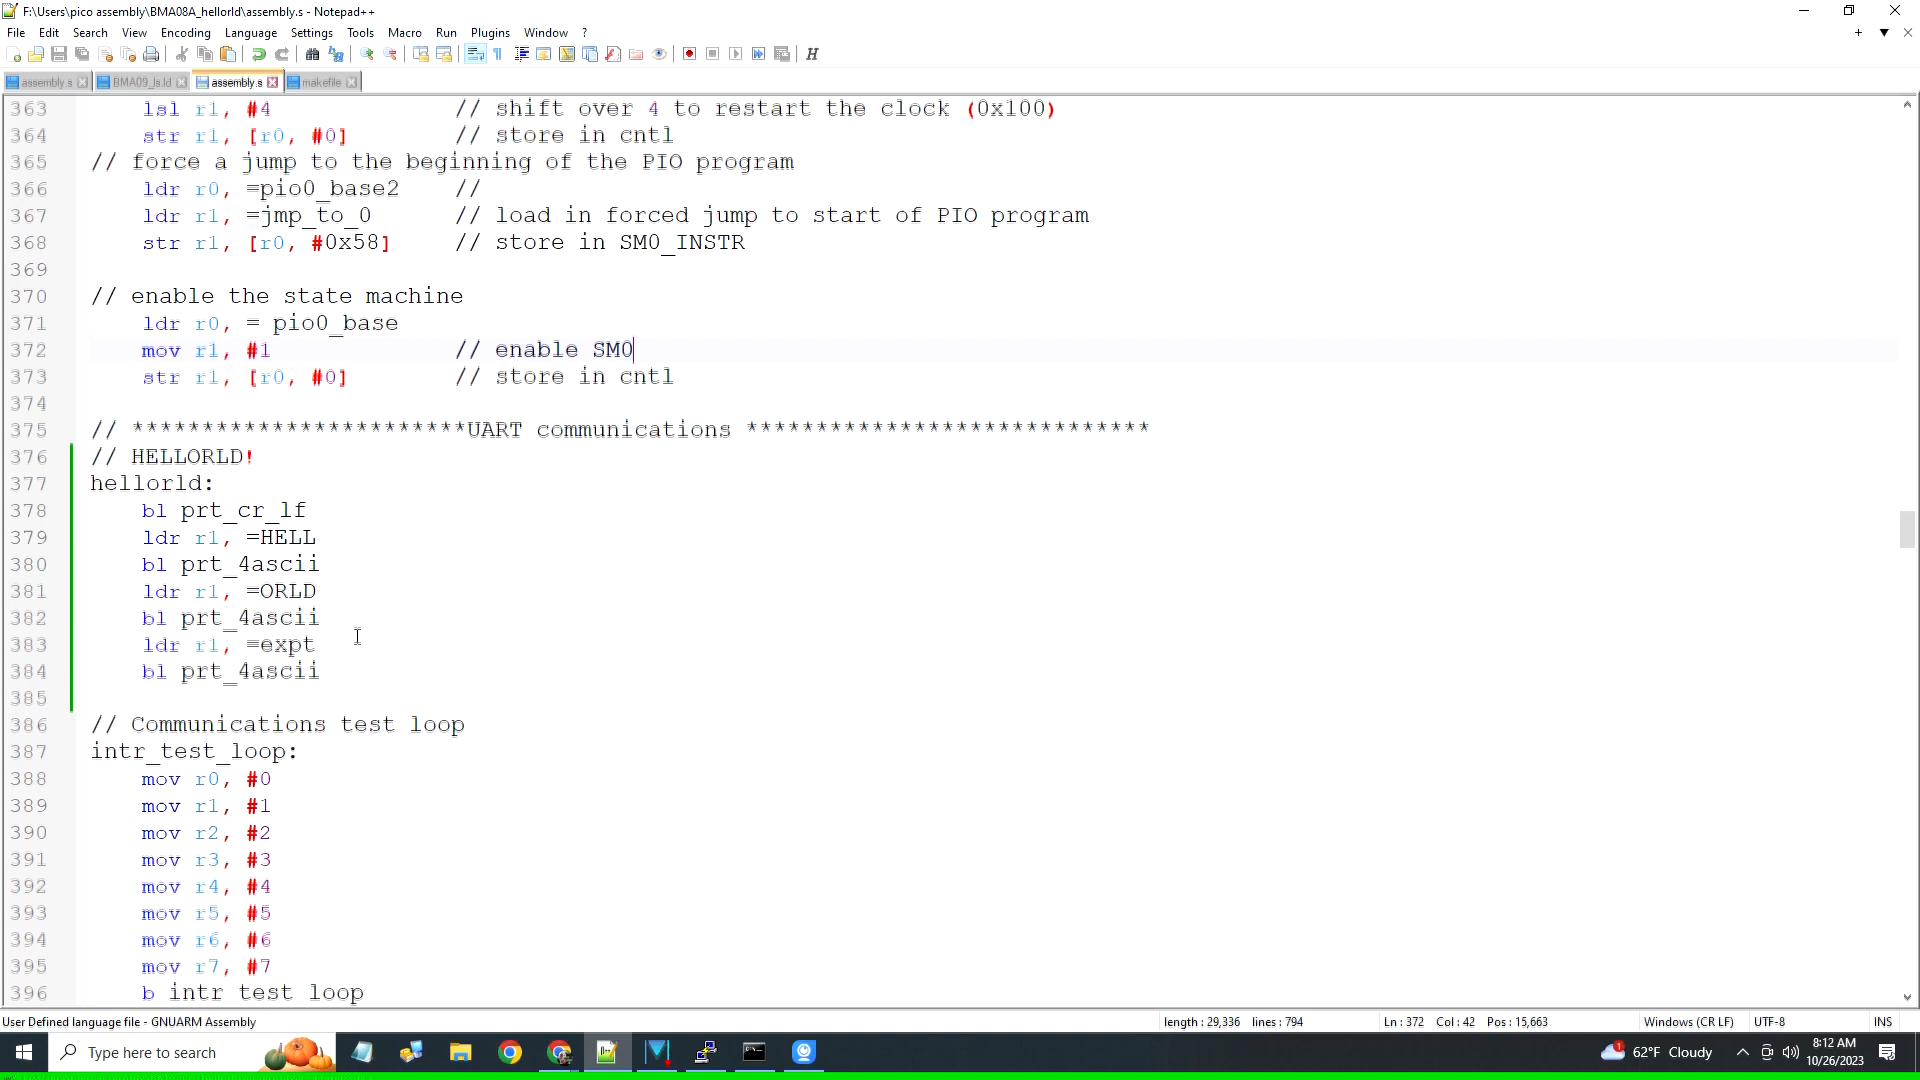 F:\Users\pico assembly\BMA08A_hellorld\assembly.s - Notepad++
File Edit Search View Encoding Language Settings Tools Macro Run Plugins Window ?
assembly.s BMA09_ls.ld assembly.s makefile
363 lsl r1, #4 // shift over 4 to restart the clock (0x100)
364 str r1, [r0, #0] // store in cntl
365 // force a jump to the beginning of the PIO program
366 ldr r0, =pio0_base2 //
367 ldr r1, =jmp_to_0 // load in forced jump to start of PIO program
368 str r1, [r0, #0x58] // store in SM0_INSTR
369
370 // enable the state machine
371 ldr r0, = pio0_base
372 mov r1, #1 // enable SM0
373 str r1, [r0, #0] // store in cntl
374
375 // ************************UART communications *****************************
376 // HELLORLD!
377 hellorld:
378 bl prt_cr_lf
379 ldr r1, =HELL
380 bl prt_4ascii
381 ldr r1, =ORLD
382 bl prt_4ascii
383 ldr r1, =expt
384 bl prt_4ascii
385
386 // Communications test loop
387 intr_test_loop:
388 mov r0, #0
389 mov r1, #1
390 mov r2, #2
391 mov r3, #3
392 mov r4, #4
393 mov r5, #5
394 mov r6, #6
395 mov r7, #7
396 b intr_test_loop
User Defined language file - GNUARM Assembly length : 29,336 lines : 794 Ln : 372 Col : 42 Pos : 15,663 Windows (CR LF) UTF-8 INS
Type here to search 1 62°F Cloudy 8:12 AM
10/26/2023